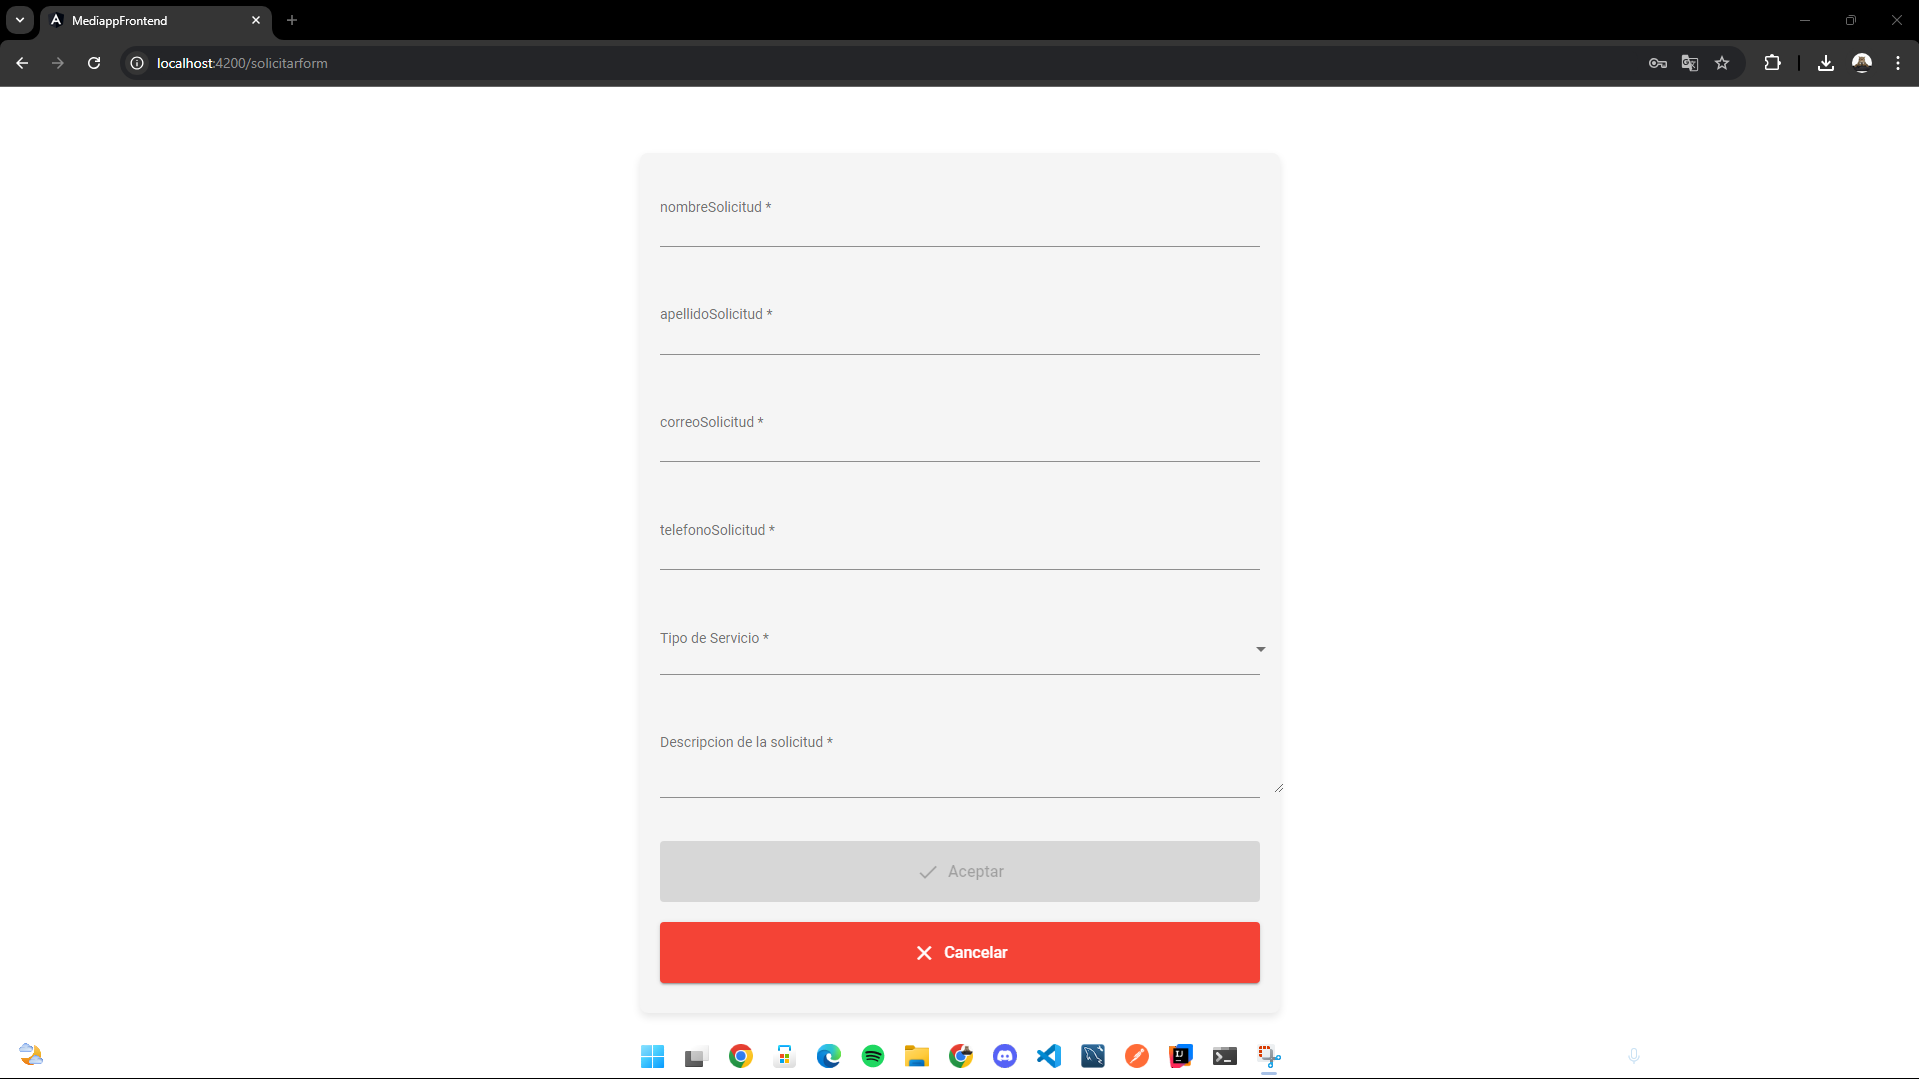 MediappFrontend
localhost:4200/solicitarform
nombreSolicitud *
apellidoSolicitud *
correoSolicitud *
telefonoSolicitud *
Tipo de Servicio *
Descripcion de la solicitud *
Aceptar
Cancelar